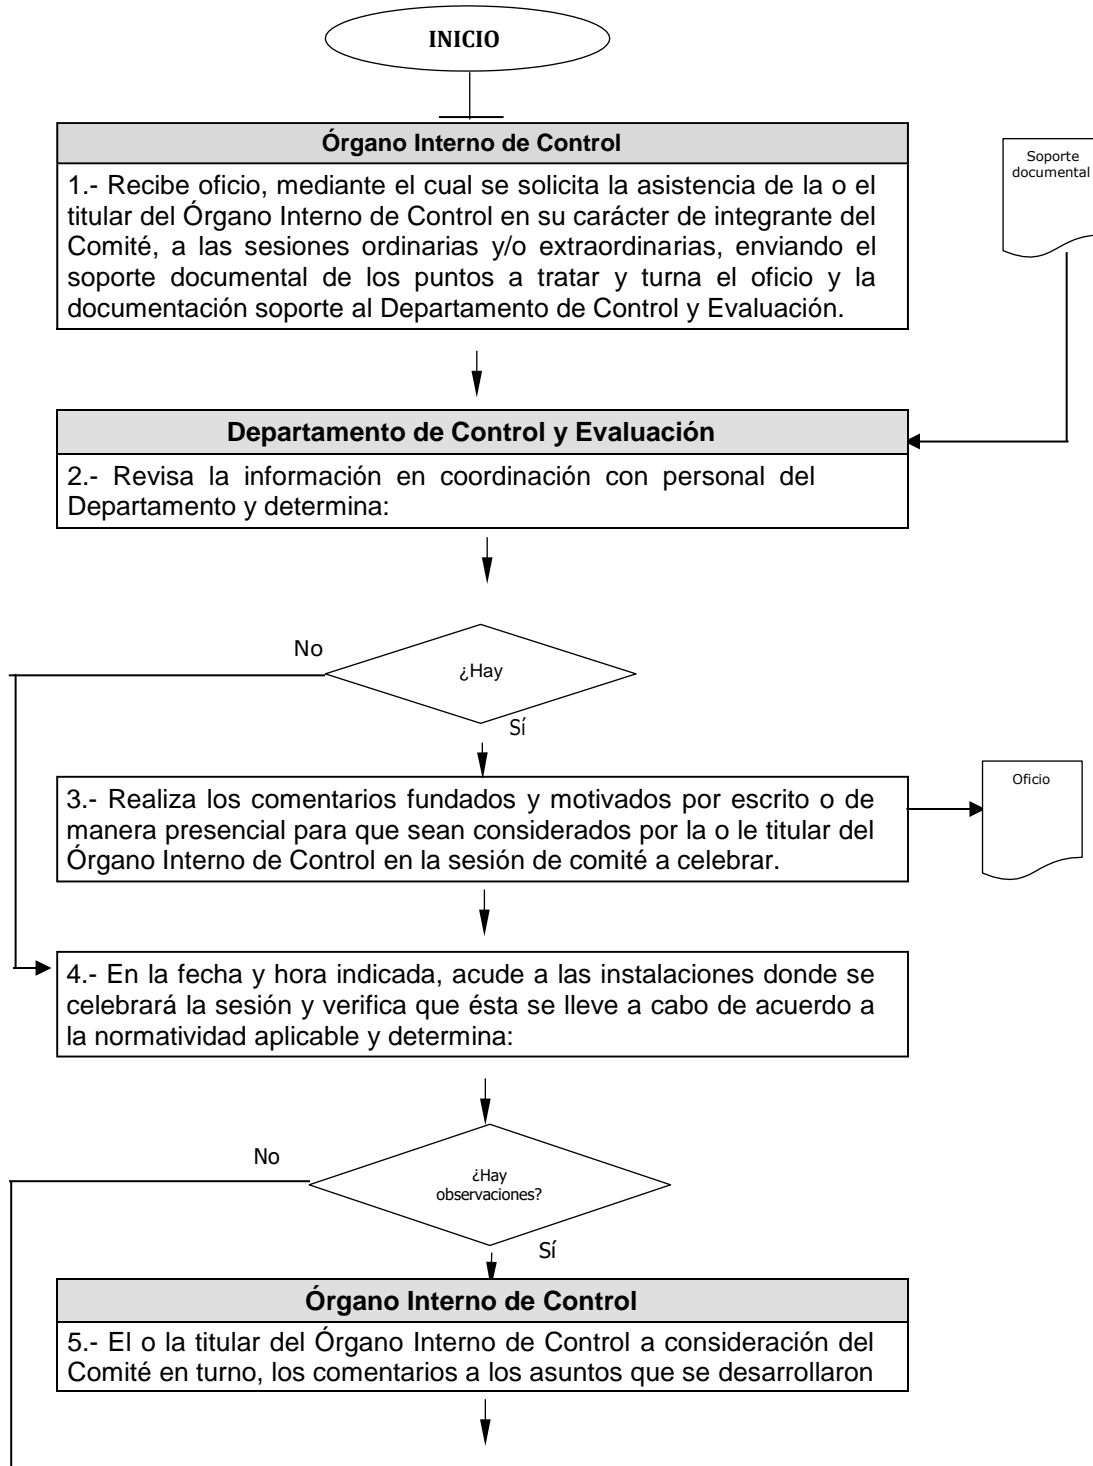 INICIO
Órgano Interno de Control
1.- Recibe oficio, mediante el cual se solicita la asistencia de la o el
titular del Órgano Interno de Control en su carácter de integrante del
Comité, a las sesiones ordinarias y/o extraordinarias, enviando el
soporte documental de los puntos a tratar y turna el oficio y la
documentación soporte al Departamento de Control y Evaluación.
Soporte
documental
Departamento de Control y Evaluación
2.- Revisa la información en coordinación con personal del
Departamento y determina:
No
¿Hay
Sí
3.- Realiza los comentarios fundados y motivados por escrito o de
manera presencial para que sean considerados por la o le titular del
Órgano Interno de Control en la sesión de comité a celebrar.
Oficio
4.- En la fecha y hora indicada, acude a las instalaciones donde se
celebrará la sesión y verifica que ésta se lleve a cabo de acuerdo a
la normatividad aplicable y determina:
No
¿Hay
observaciones?
Sí
Órgano Interno de Control
5.- El o la titular del Órgano Interno de Control a consideración del
Comité en turno, los comentarios a los asuntos que se desarrollaron